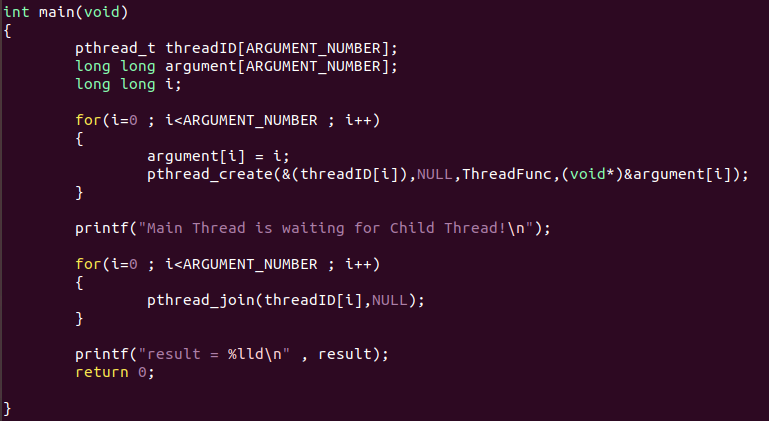 int main(void)
{
        pthread_t threadID[ARGUMENT_NUMBER];
        long long argument[ARGUMENT_NUMBER];
        long long i;

        for(i=0 ; i<ARGUMENT_NUMBER ; i++)
        {
                argument[i] = i;
                pthread_create(&(threadID[i]),NULL,ThreadFunc,(void*)&argument[i]);
        }

        printf("Main Thread is waiting for Child Thread!\n");

        for(i=0 ; i<ARGUMENT_NUMBER ; i++)
        {
                pthread_join(threadID[i],NULL);
        }

        printf("result = %lld\n" , result);
        return 0;

}